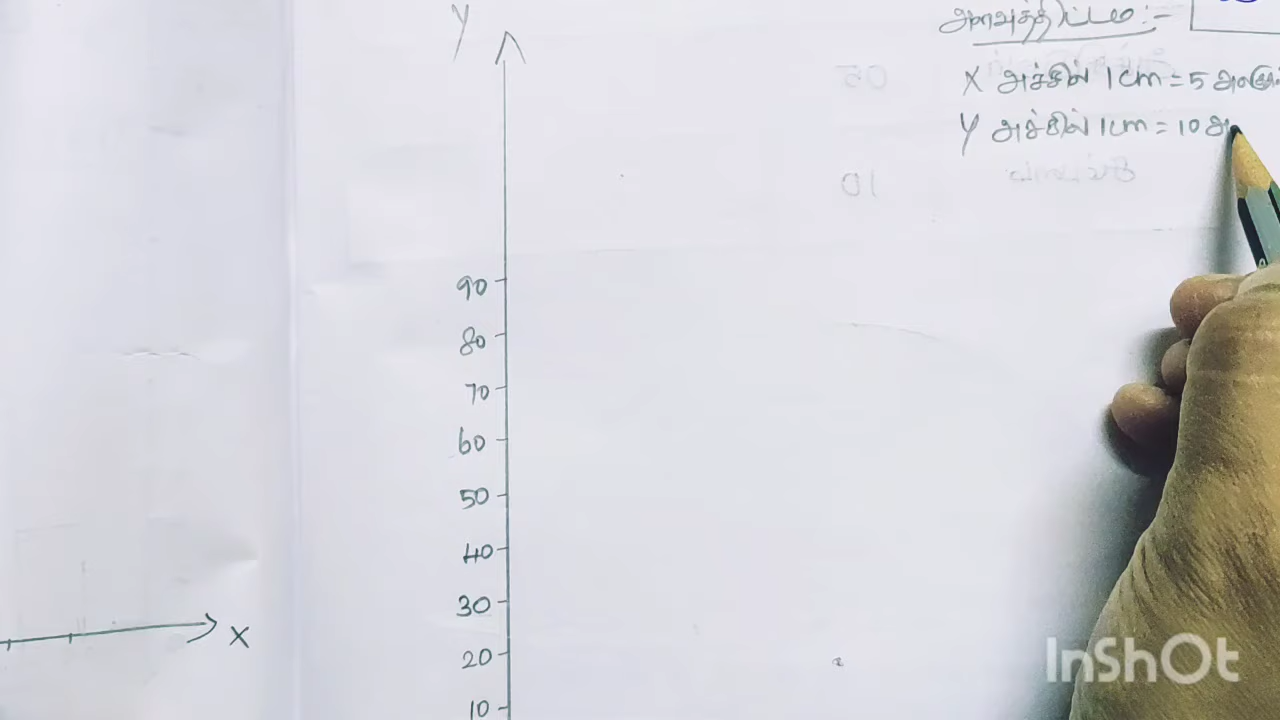 அளவுத்திட்டம் :-
X அச்சில் 1cm = 5 அலகு
Y அச்சில் 1cm = 10 அ
Y
90
80
70
60
50
40
30
20
10
X
InShOt